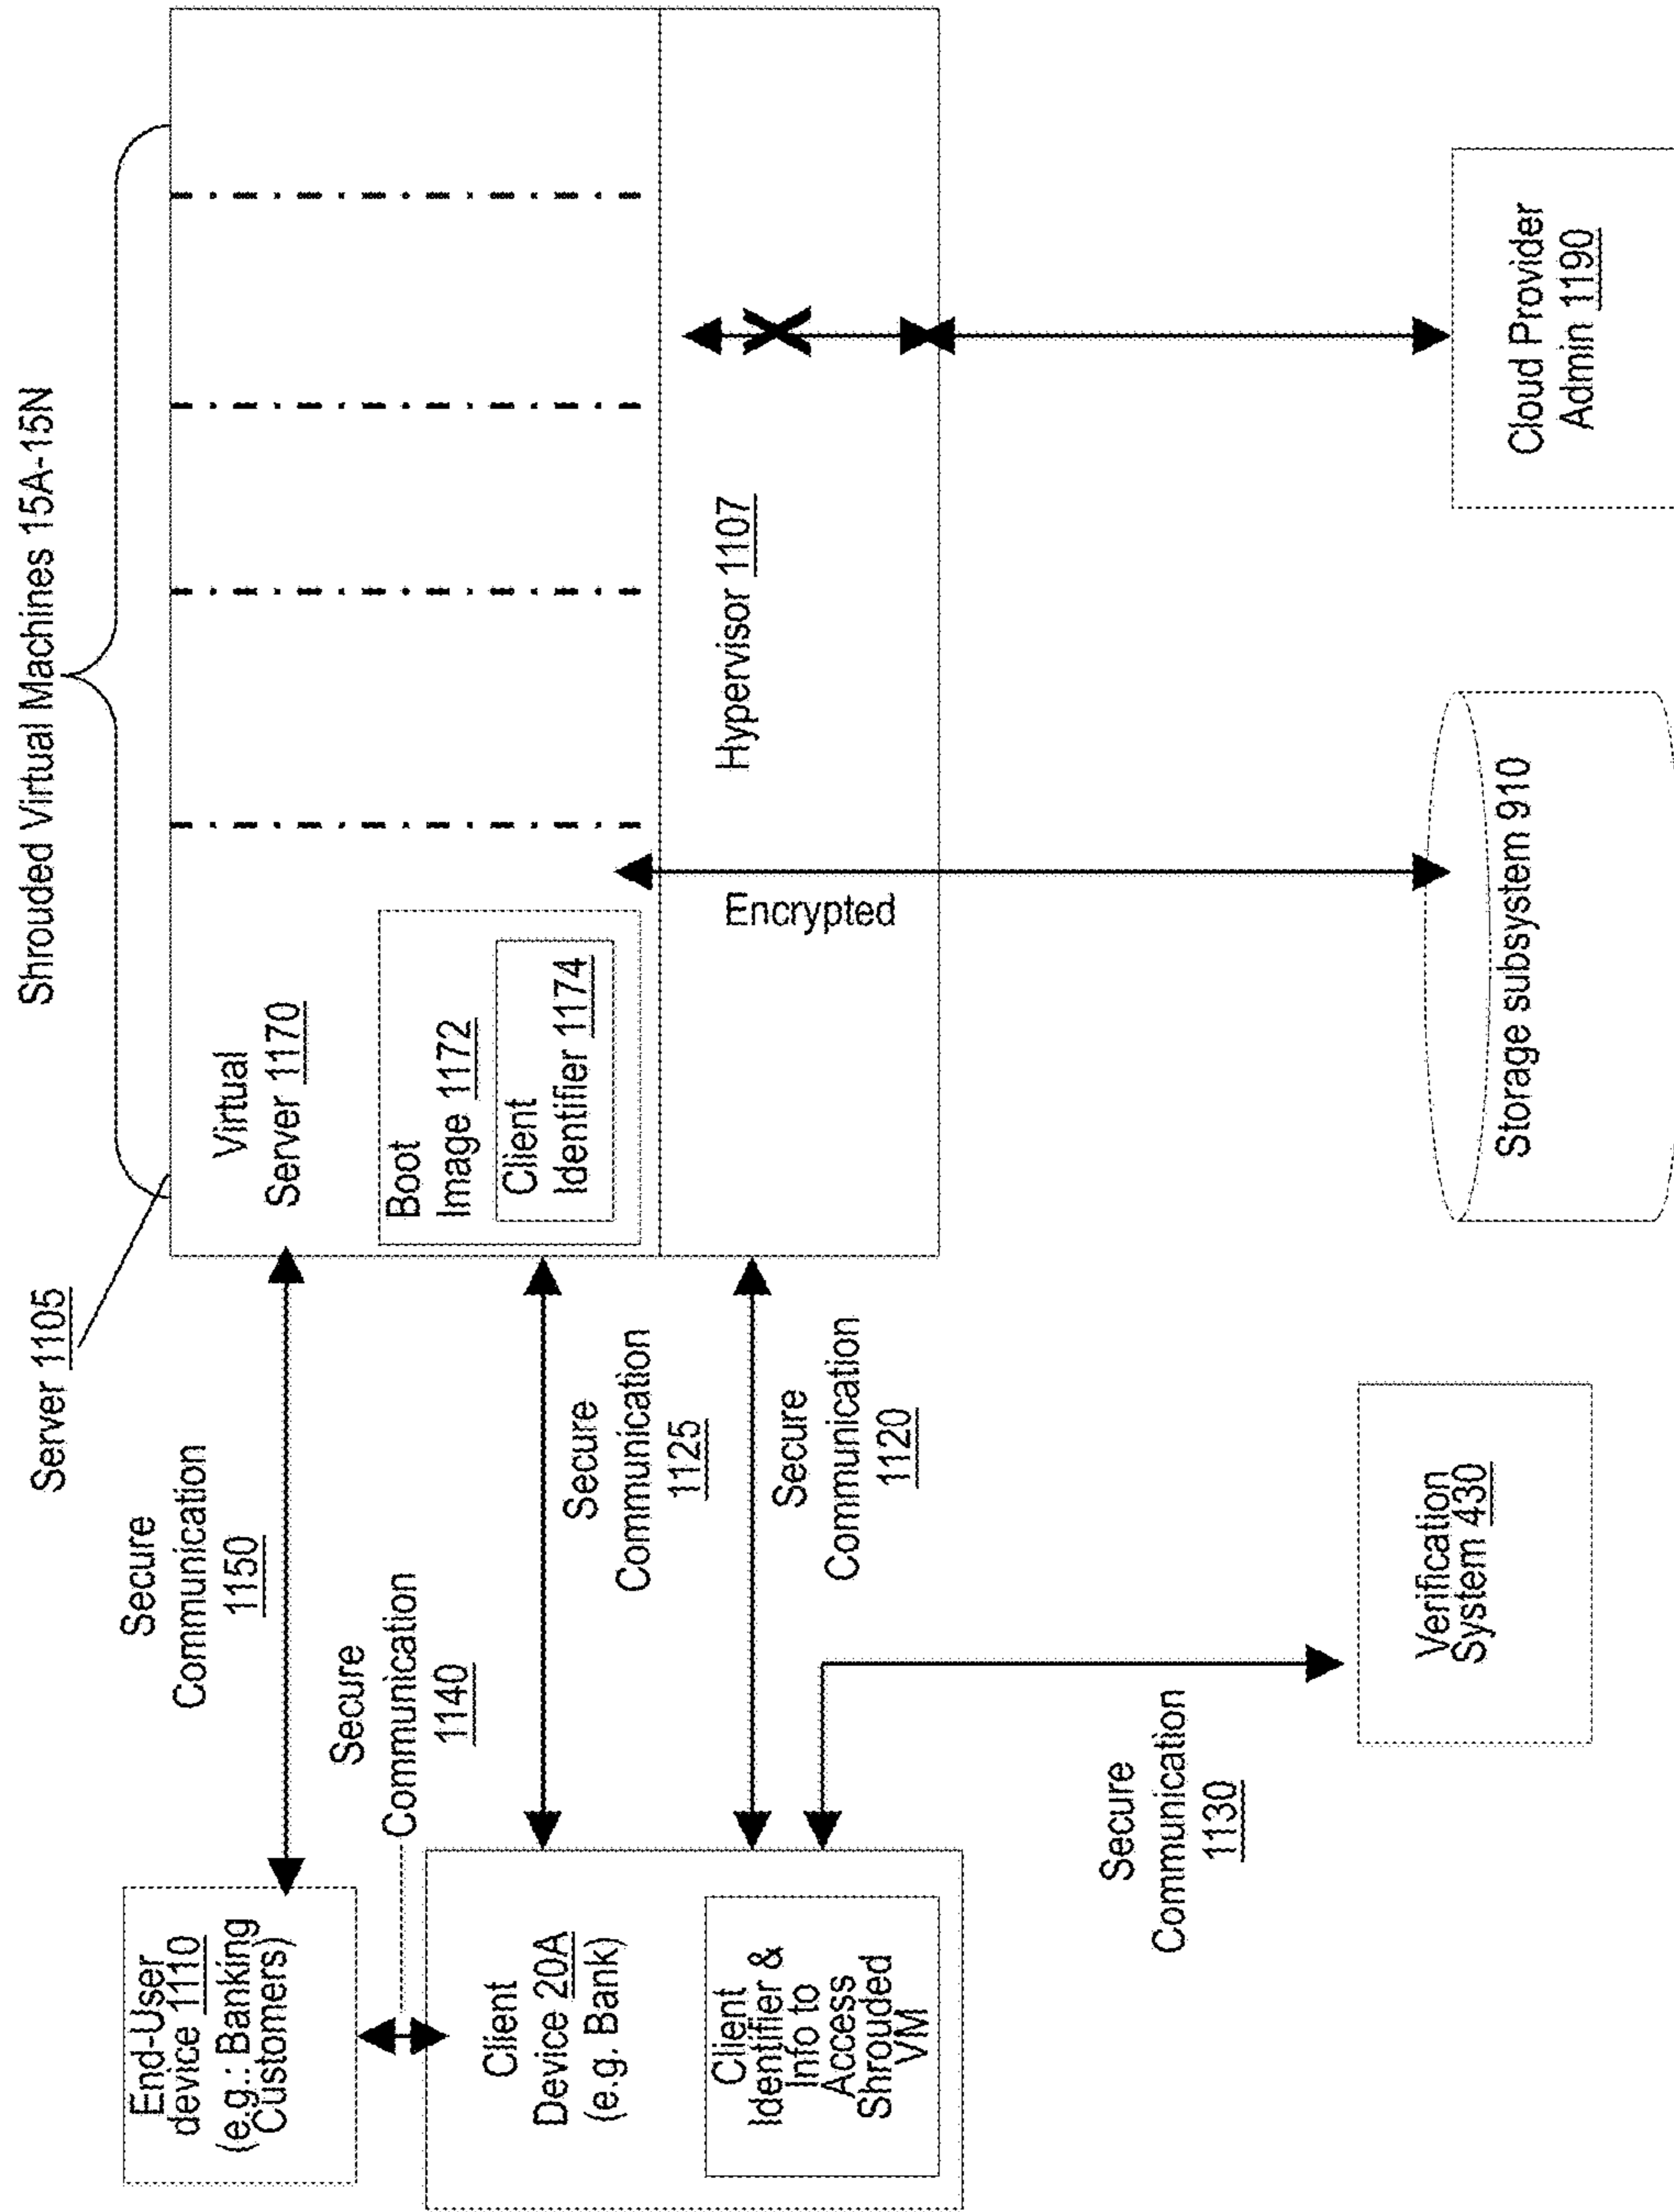 Shrouded Virtual Machines 15A-15N
Server 1105
End-User
device 1110
(e.g.: Banking
Customers)
Secure
Communication
1150
Virtual
Server 1170
Secure
Communication
1140
Client
Device 20A
(e.g. Bank)
Secure
Communication
1125
Boot
Image 1172
Client
Identifier 1174
Client
Identifier &
Info to
Access
Shrouded
VM
Secure
Communication
1120
Encrypted
Hypervisor 1107
Secure
Communication
1130
Verification
System 430
Storage subsystem 910
Cloud Provider
Admin 1190